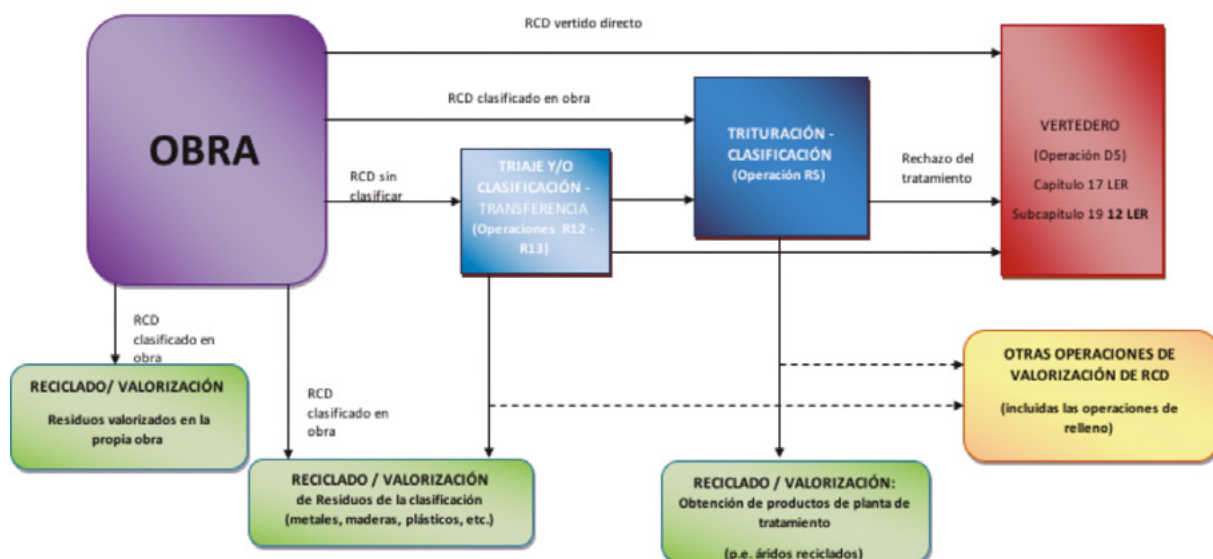 RCD vertido directo
OBRA
RCD clasificado en obra
TRITURACIÓN -
CLASIFICACIÓN
(Operación R5)
VERTEDERO
(Operación D5)
Capítulo 17 LER
Subcapítulo 19 12 LER
RCD sin
clasificar
TRIAJE Y/O
CLASIFICACIÓN -
TRANSFERENCIA
(Operaciones R12 -
R13)
Rechazo del
tratamiento
RCD
clasificado en
obra
RECICLADO/ VALORIZACIÓN
Residuos valorizados en la
propia obra
RCD
clasificado en
obra
OTRAS OPERACIONES DE
VALORIZACIÓN DE RCD
(incluidas las operaciones de
relleno)
RECICLADO / VALORIZACIÓN
de Residuos de la clasificación
(metales, maderas, plásticos, etc.)
RECICLADO / VALORIZACIÓN:
Obtención de productos de planta de
tratamiento
(p.e. áridos reciclados)